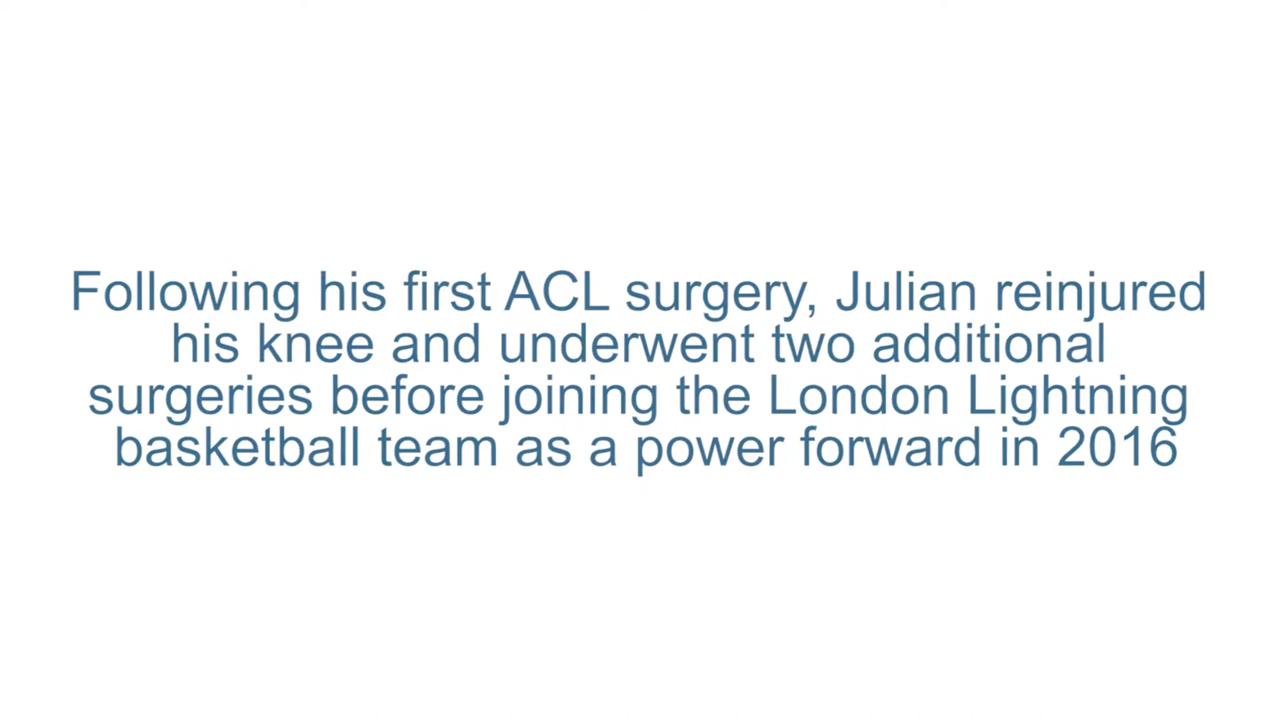 Following his first ACL surgery, Julian reinjured
his knee and underwent two additional
surgeries before joining the London Lightning
basketball team as a power forward in 2016